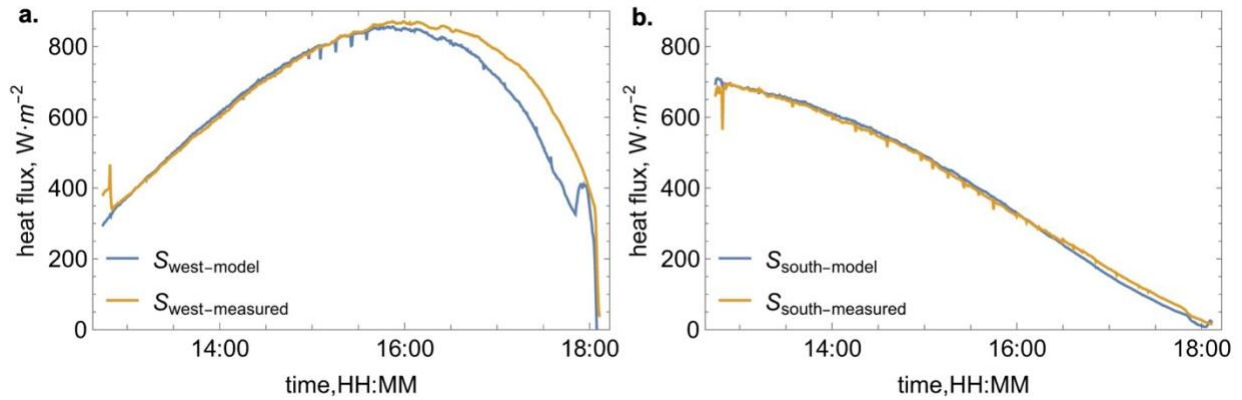 a.
heat flux, W·m⁻²
800
600
400
200
0
S_west−model
S_west−measured
14:00
16:00
18:00
time,HH:MM
b.
heat flux, W·m⁻²
800
600
400
200
0
S_south−model
S_south−measured
14:00
16:00
18:00
time,HH:MM